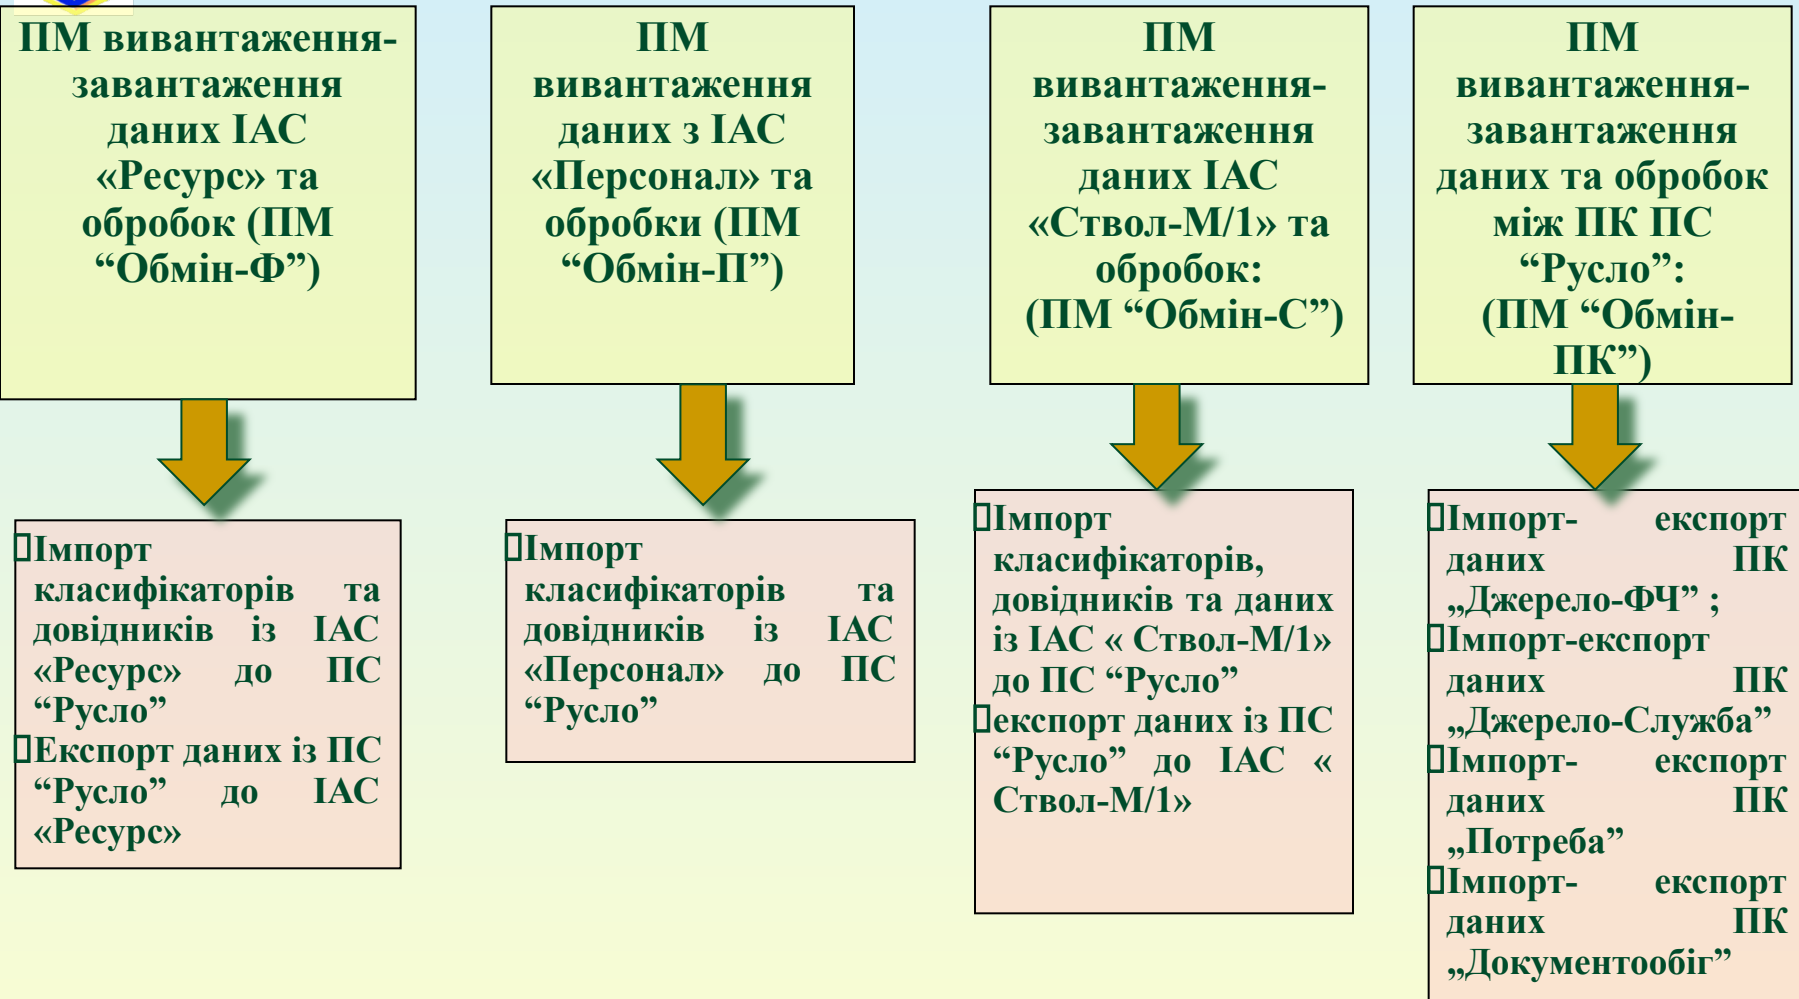 ПМ вивантаження-
завантаження
даних ІАС
«Ресурс» та
обробок (ПМ
“Обмін-Ф”)
ПМ
вивантаження
даних з ІАС
«Персонал» та
обробки (ПМ
“Обмін-П”)
ПМ
вивантаження-
завантаження
даних ІАС
«Ствол-М/1» та
обробок:
(ПМ “Обмін-С”)
ПМ
вивантаження-
завантаження
даних та обробок
між ПК ПС
“Русло”:
(ПМ “Обмін-
ПК”)
Імпорт
класифікаторів та
довідників із ІАС
«Ресурс» до ПС
“Русло”
Експорт даних із ПС
“Русло” до ІАС
«Ресурс»
Імпорт
класифікаторів та
довідників із ІАС
«Персонал» до ПС
“Русло”
Імпорт
класифікаторів,
довідників та даних
із ІАС « Ствол-М/1»
до ПС “Русло”
експорт даних із ПС
“Русло” до ІАС «
Ствол-М/1»
Імпорт- експорт
даних ПК
„Джерело-ФЧ” ;
Імпорт-експорт
даних ПК
„Джерело-Служба”
Імпорт- експорт
даних ПК
„Потреба”
Імпорт- експорт
даних ПК
„Документообіг”